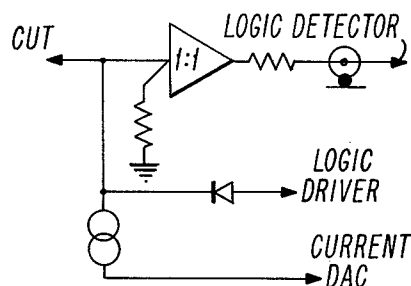 LOGIC DETECTOR
CUT
1:1
LOGIC
DRIVER
CURRENT
DAC